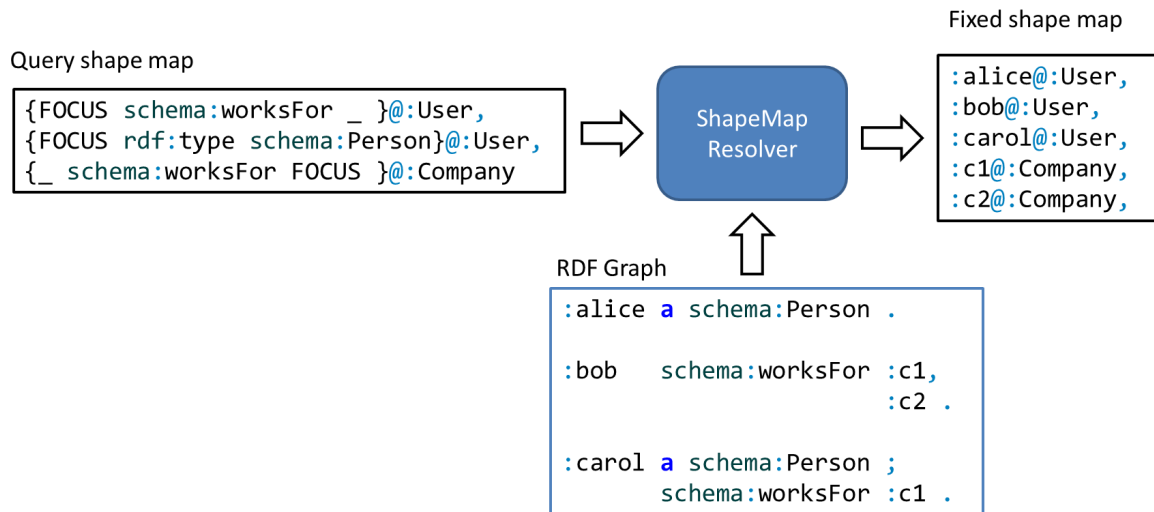 Query shape map
{FOCUS schema:worksFor _ }@:User,
{FOCUS rdf:type schema:Person}@:User,
{_ schema:worksFor FOCUS }@:Company
ShapeMap
Resolver
Fixed shape map
:alice@:User,
:bob@:User,
:carol@:User,
:c1@:Company,
:c2@:Company,
RDF Graph
:alice a schema:Person .
:bob   schema:worksFor :c1,
:c2 .
:carol a schema:Person ;
schema:worksFor :c1 .